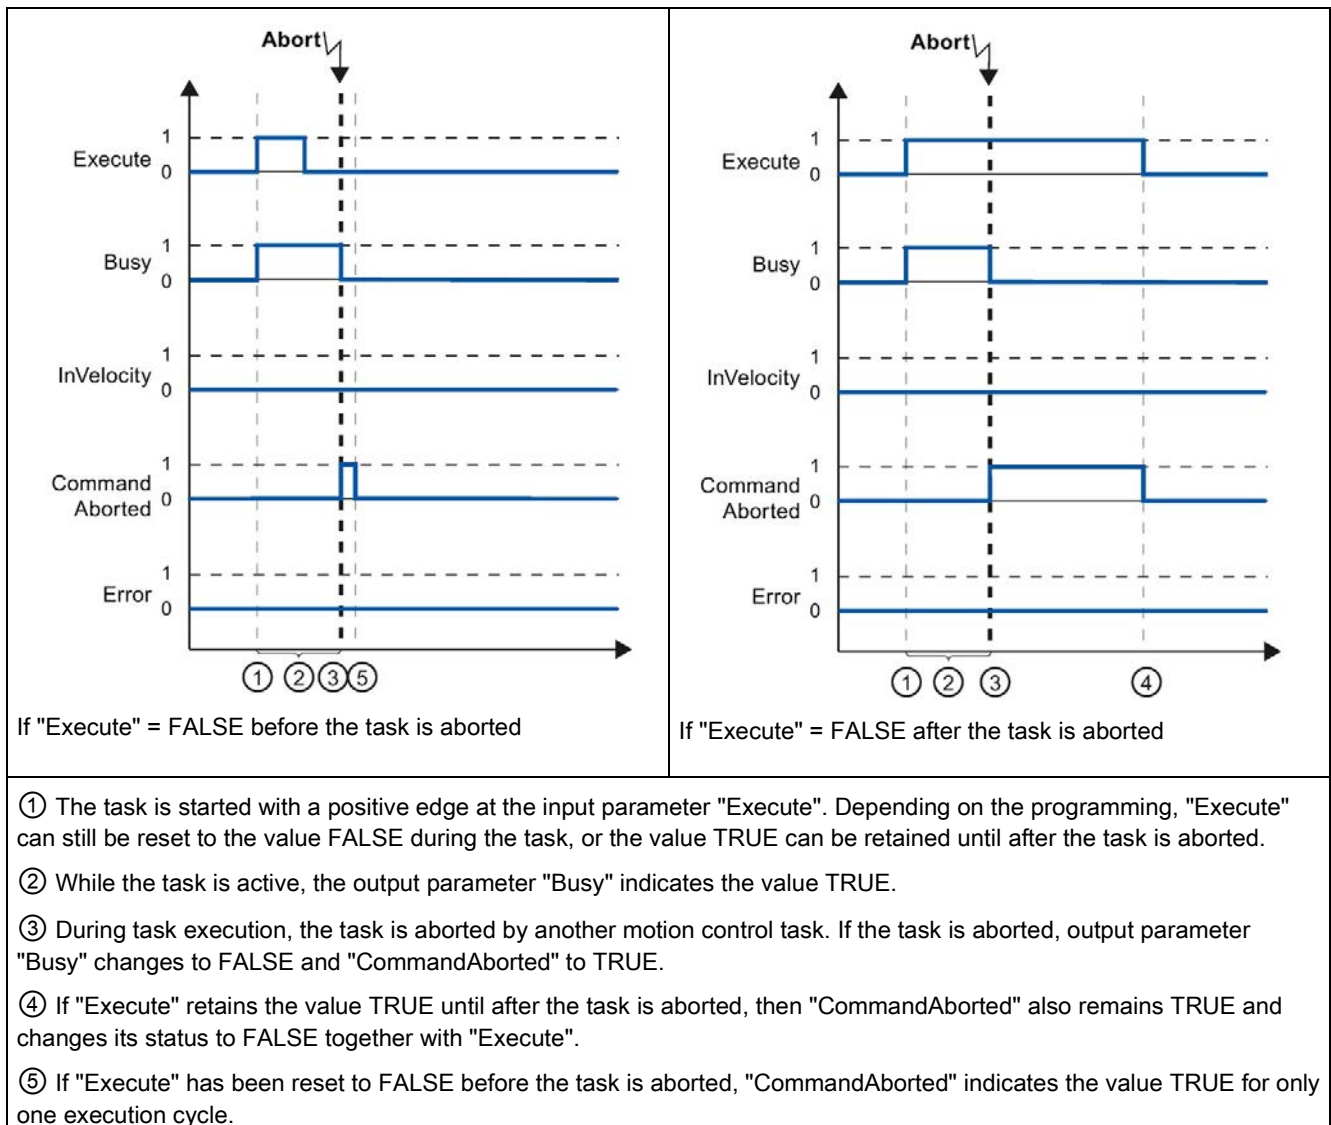 Abort
1
Execute 0
1
Busy 0
1
InVelocity 0
1
Command
Aborted 0
1
Error 0
① ② ③ ⑤
If "Execute" = FALSE before the task is aborted
Abort
1
Execute 0
1
Busy 0
1
InVelocity 0
1
Command
Aborted 0
1
Error 0
① ② ③ ④
If "Execute" = FALSE after the task is aborted
① The task is started with a positive edge at the input parameter "Execute". Depending on the programming, "Execute"
can still be reset to the value FALSE during the task, or the value TRUE can be retained until after the task is aborted.
② While the task is active, the output parameter "Busy" indicates the value TRUE.
③ During task execution, the task is aborted by another motion control task. If the task is aborted, output parameter
"Busy" changes to FALSE and "CommandAborted" to TRUE.
④ If "Execute" retains the value TRUE until after the task is aborted, then "CommandAborted" also remains TRUE and
changes its status to FALSE together with "Execute".
⑤ If "Execute" has been reset to FALSE before the task is aborted, "CommandAborted" indicates the value TRUE for only
one execution cycle.